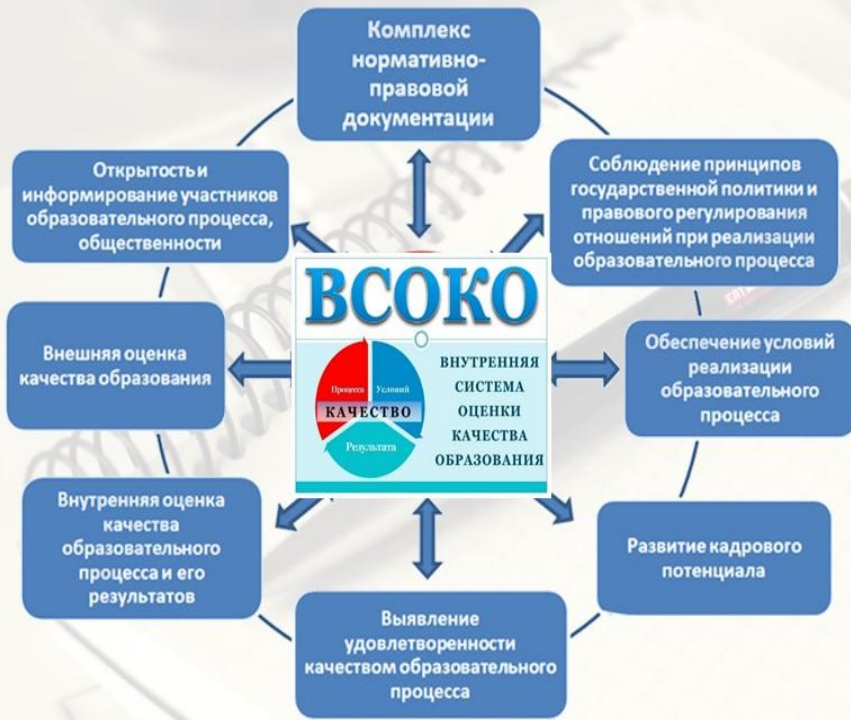 Комплекс
нормативно-
правовой
документации
Открытость и
информирование участников
образовательного процесса,
общественности
Соблюдение принципов
государственной политики и
правового регулирования
отношений при реализации
образовательного процесса
ВСОКО
Процесса
Условий
КАЧЕСТВО
Результата
ВНУТРЕННЯЯ
СИСТЕМА
ОЦЕНКИ
КАЧЕСТВА
ОБРАЗОВАНИЯ
Внешняя оценка
качества образования
Обеспечение условий
реализации
образовательного
процесса
Внутренняя оценка
качества
образовательного
процесса и его
результатов
Развитие кадрового
потенциала
Выявление
удовлетворенности
качеством образовательного
процесса